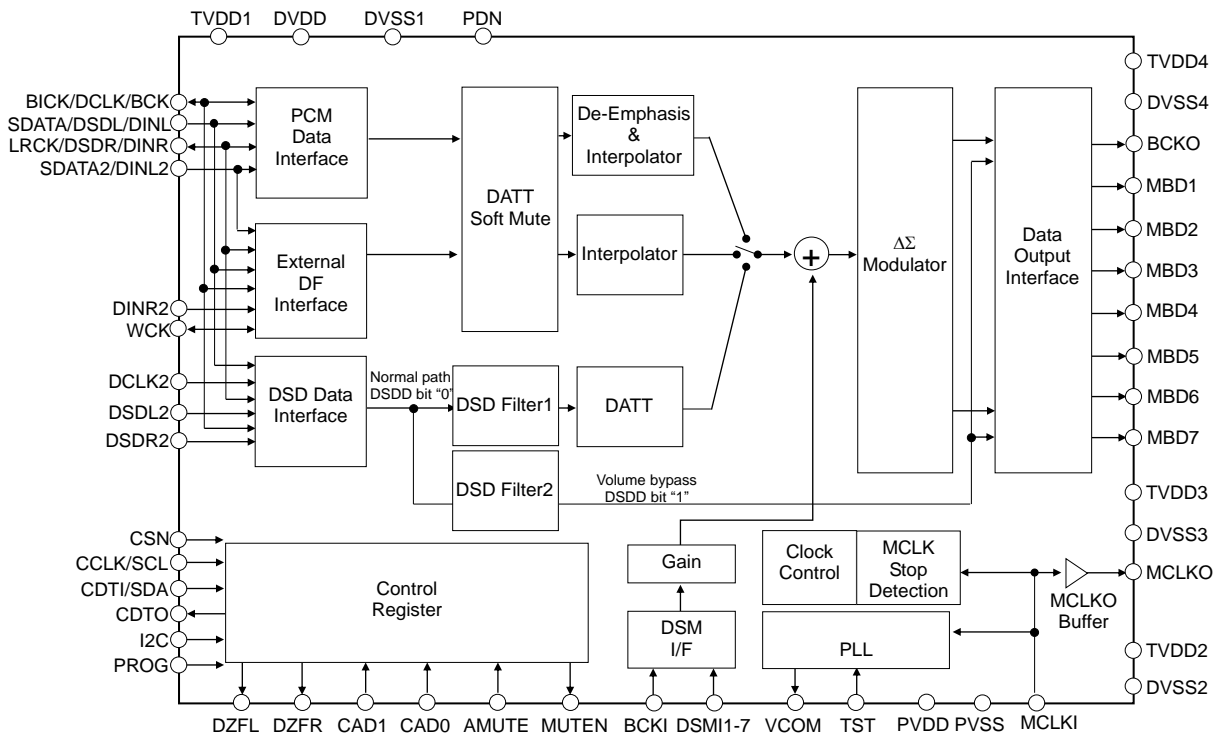 TVDD1
DVDD
DVSS1
PDN
BICK/DCLK/BCK
SDATA/DSDL/DINL
LRCK/DSDR/DINR
SDATA2/DINL2
DINR2
WCK
DCLK2
DSDL2
DSDR2
CSN
CCLK/SCL
CDTI/SDA
CDTO
I2C
PROG
PCM
Data
Interface
External
DF
Interface
DSD Data
Interface
DATT
Soft Mute
De-Emphasis
&
Interpolator
Interpolator
Normal path
DSDD bit “0”
DSD Filter1
DATT
DSD Filter2
Volume bypass
DSDD bit “1”
+
ΔΣ
Modulator
Data
Output
Interface
Control
Register
Gain
DSM
I/F
Clock
Control
MCLK
Stop
Detection
PLL
MCLKO
Buffer
TVDD4
DVSS4
BCKO
MBD1
MBD2
MBD3
MBD4
MBD5
MBD6
MBD7
TVDD3
DVSS3
MCLKO
TVDD2
DVSS2
DZFL
DZFR
CAD1
CAD0
AMUTE
MUTEN
BCKI
DSMI1-7
VCOM
TST
PVDD
PVSS
MCLKI